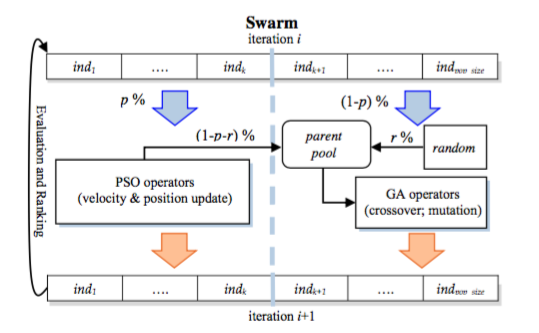 Swarm
iteration i
ind1 .... indk indk+1 .... indpop size
p %
(1-p) %
(1-p-r) %
parent
pool
r %
random
PSO operators
(velocity & position update)
GA operators
(crossover; mutation)
Evaluation and Ranking
ind1 .... indk indk+1 .... indpop size
iteration i+1